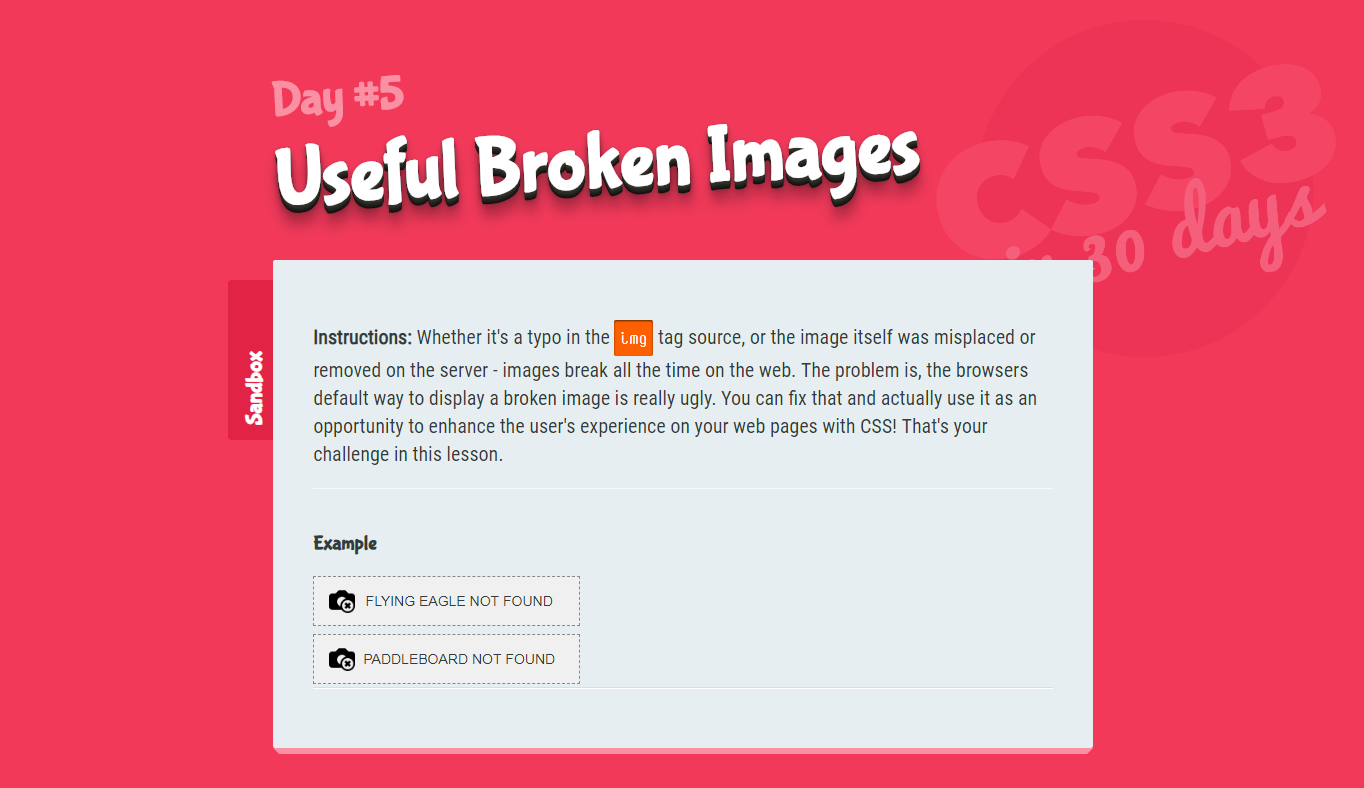 CSS3
in 30 days
Day #5
Useful Broken Images
Sandbox
Instructions: Whether it's a typo in the img tag source, or the image itself was misplaced or
removed on the server - images break all the time on the web. The problem is, the browsers
default way to display a broken image is really ugly. You can fix that and actually use it as an
opportunity to enhance the user's experience on your web pages with CSS! That's your
challenge in this lesson.
Example
FLYING EAGLE NOT FOUND
PADDLEBOARD NOT FOUND